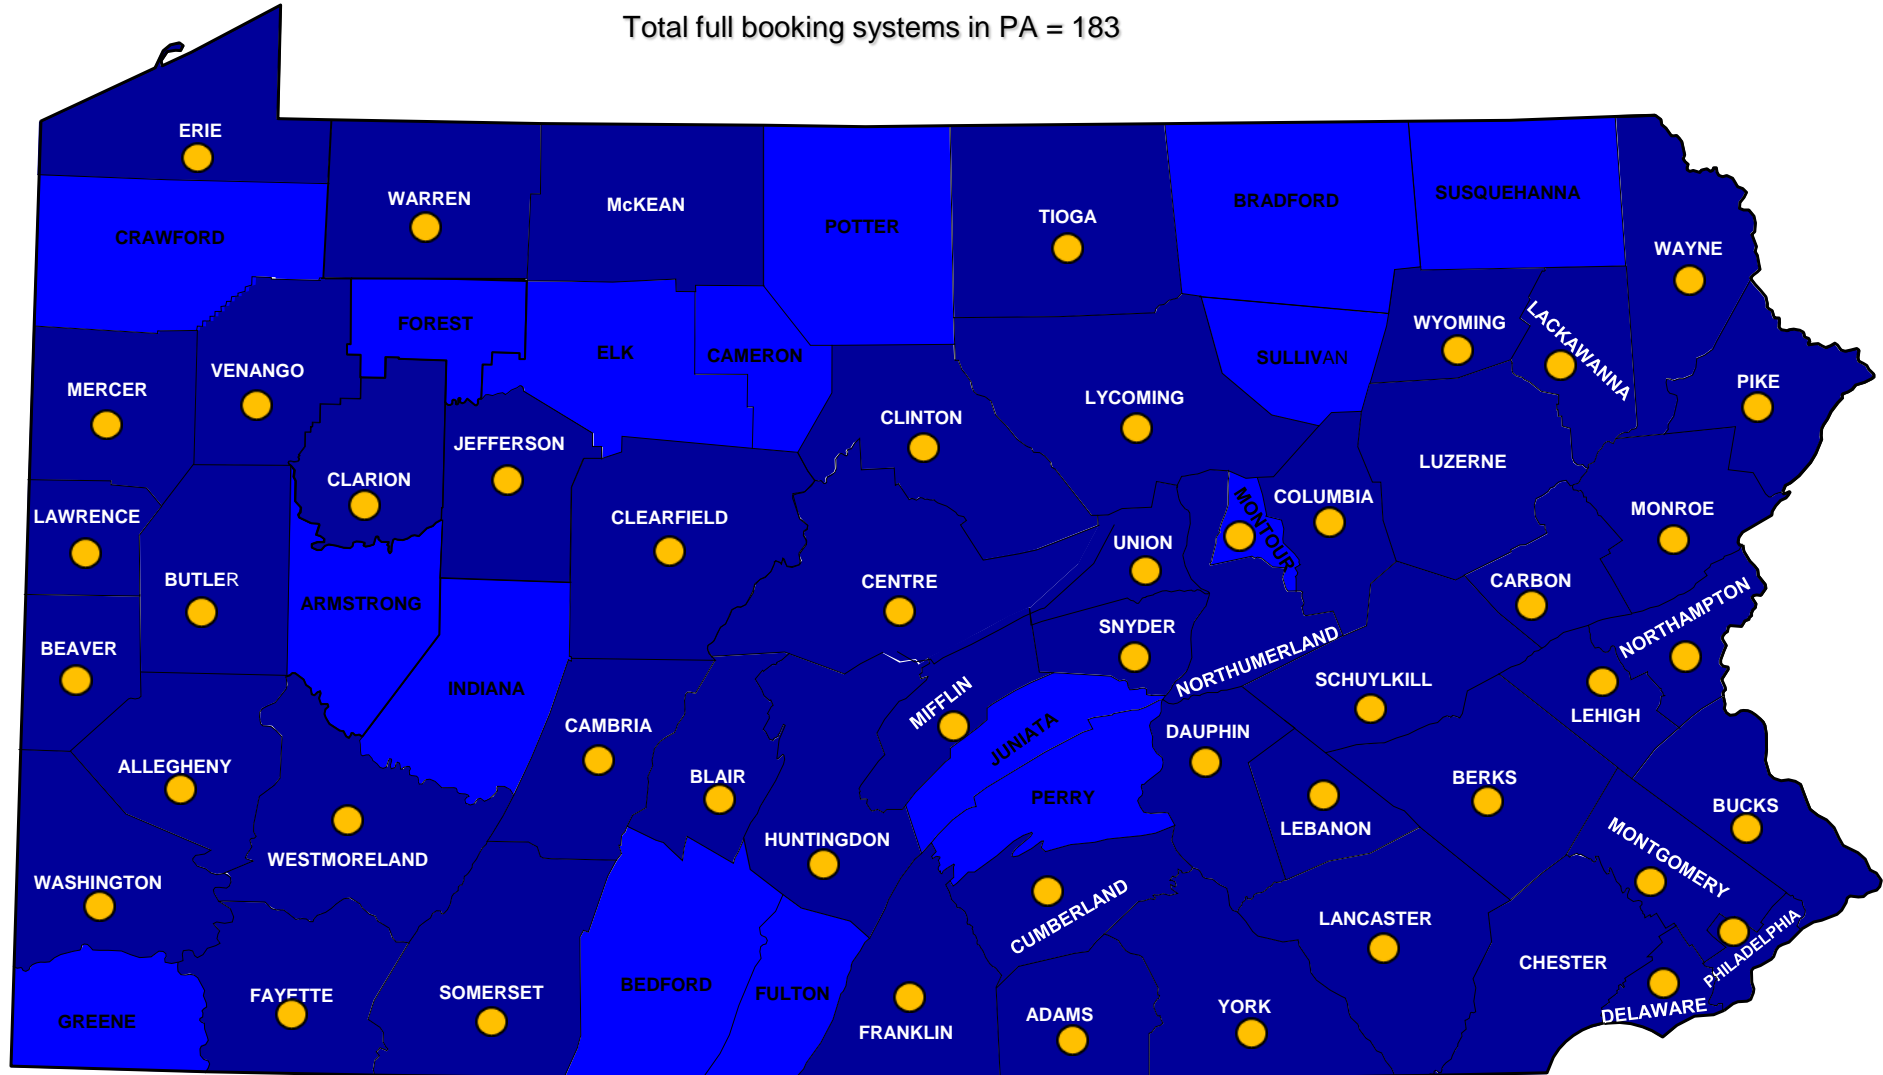 Total full booking systems in PA = 183
ERIE
WARREN
McKEAN
POTTER
TIOGA
BRADFORD
SUSQUEHANNA
WAYNE
CRAWFORD
FOREST
ELK
CAMERON
SULLIVAN
WYOMING
LACKAWANNA
PIKE
MERCER
VENANGO
JEFFERSON
CLINTON
LYCOMING
LUZERNE
CLARION
CLEARFIELD
MONTOUR
COLUMBIA
MONROE
LAWRENCE
BUTLER
ARMSTRONG
CENTRE
UNION
CARBON
NORTHAMPTON
BEAVER
INDIANA
SNYDER
NORTHUMERLAND
SCHUYLKILL
LEHIGH
MIFFLIN
CAMBRIA
JUNIATA
DAUPHIN
ALLEGHENY
BLAIR
PERRY
BERKS
BUCKS
WESTMORELAND
HUNTINGDON
LEBANON
MONTGOMERY
WASHINGTON
CUMBERLAND
LANCASTER
CHESTER
PHILADELPHIA
GREENE
FAYETTE
SOMERSET
BEDFORD
FULTON
FRANKLIN
ADAMS
YORK
DELAWARE